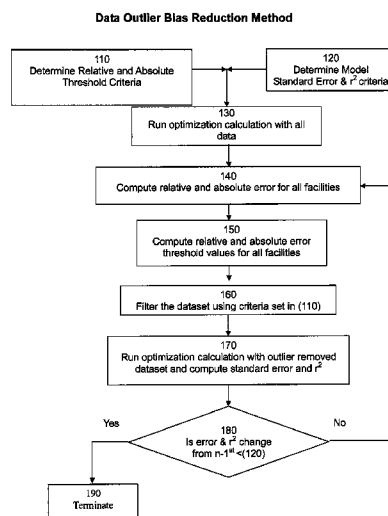 Data Outlier Bias Reduction Method
110
Determine Relative and Absolute
Threshold Criteria
120
Determine Model
Standard Error & r² criteria
130
Run optimization calculation with all
data
140
Compute relative and absolute error for all facilities
150
Compute relative and absolute error
threshold values for all facilities
160
Filter the dataset using criteria set in (110)
170
Run optimization calculation with outlier removed
dataset and compute standard error and r²
Yes
No
180
Is error & r² change
from n-1ˢᵗ <(120)
190
Terminate